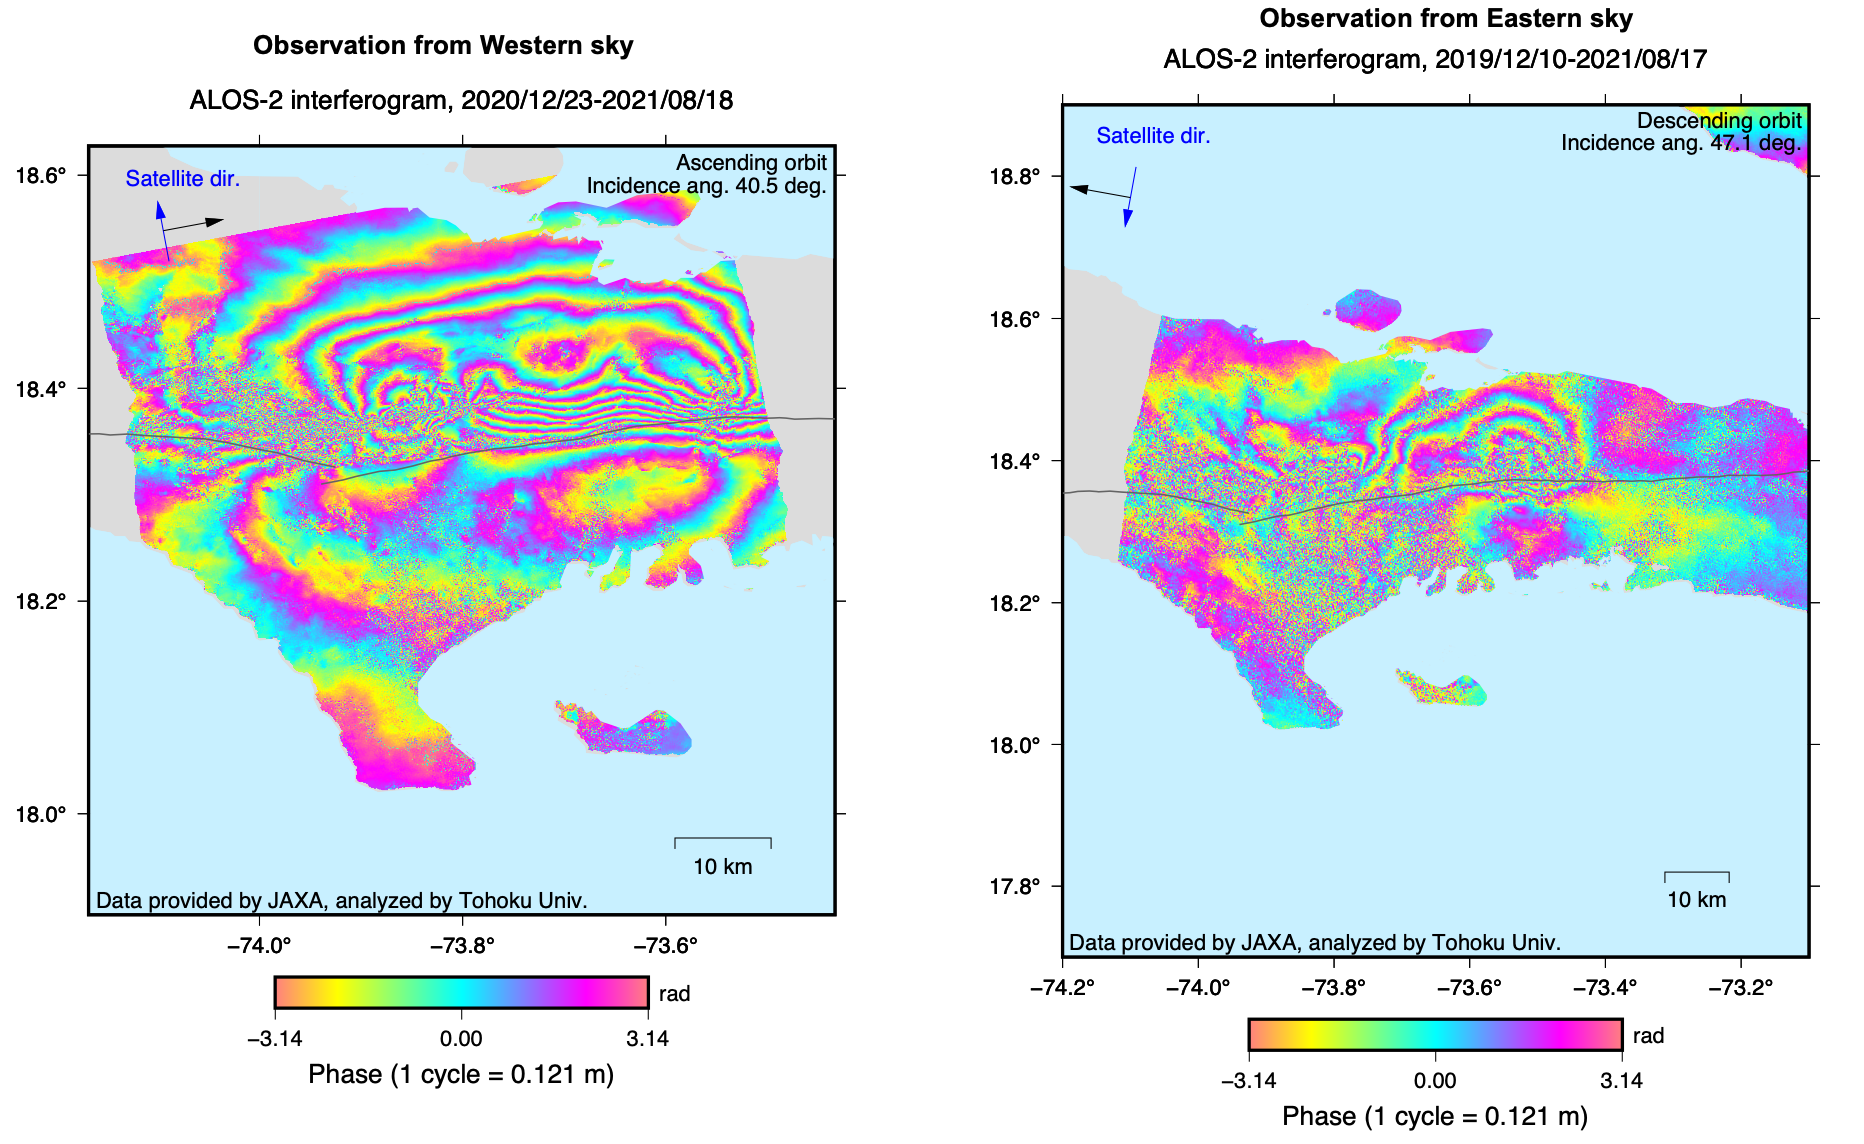 Observation from Western sky
ALOS-2 interferogram, 2020/12/23-2021/08/18
Ascending orbit
Incidence ang. 40.5 deg.
Satellite dir.
18.6°
18.4°
18.2°
18.0°
10 km
Data provided by JAXA, analyzed by Tohoku Univ.
−74.0°
−73.8°
−73.6°
rad
−3.14
0.00
3.14
Phase (1 cycle = 0.121 m)
Observation from Eastern sky
ALOS-2 interferogram, 2019/12/10-2021/08/17
Descending orbit
Incidence ang. 47.1 deg.
Satellite dir.
18.8°
18.6°
18.4°
18.2°
18.0°
17.8°
10 km
Data provided by JAXA, analyzed by Tohoku Univ.
−74.2°
−74.0°
−73.8°
−73.6°
−73.4°
−73.2°
rad
−3.14
0.00
3.14
Phase (1 cycle = 0.121 m)